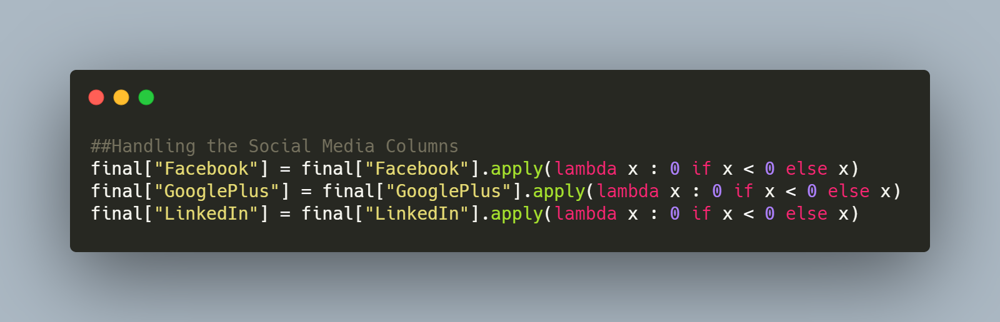 ##Handling the Social Media Columns
final["Facebook"] = final["Facebook"].apply(lambda x : 0 if x < 0 else x)
final["GooglePlus"] = final["GooglePlus"].apply(lambda x : 0 if x < 0 else x)
final["LinkedIn"] = final["LinkedIn"].apply(lambda x : 0 if x < 0 else x)